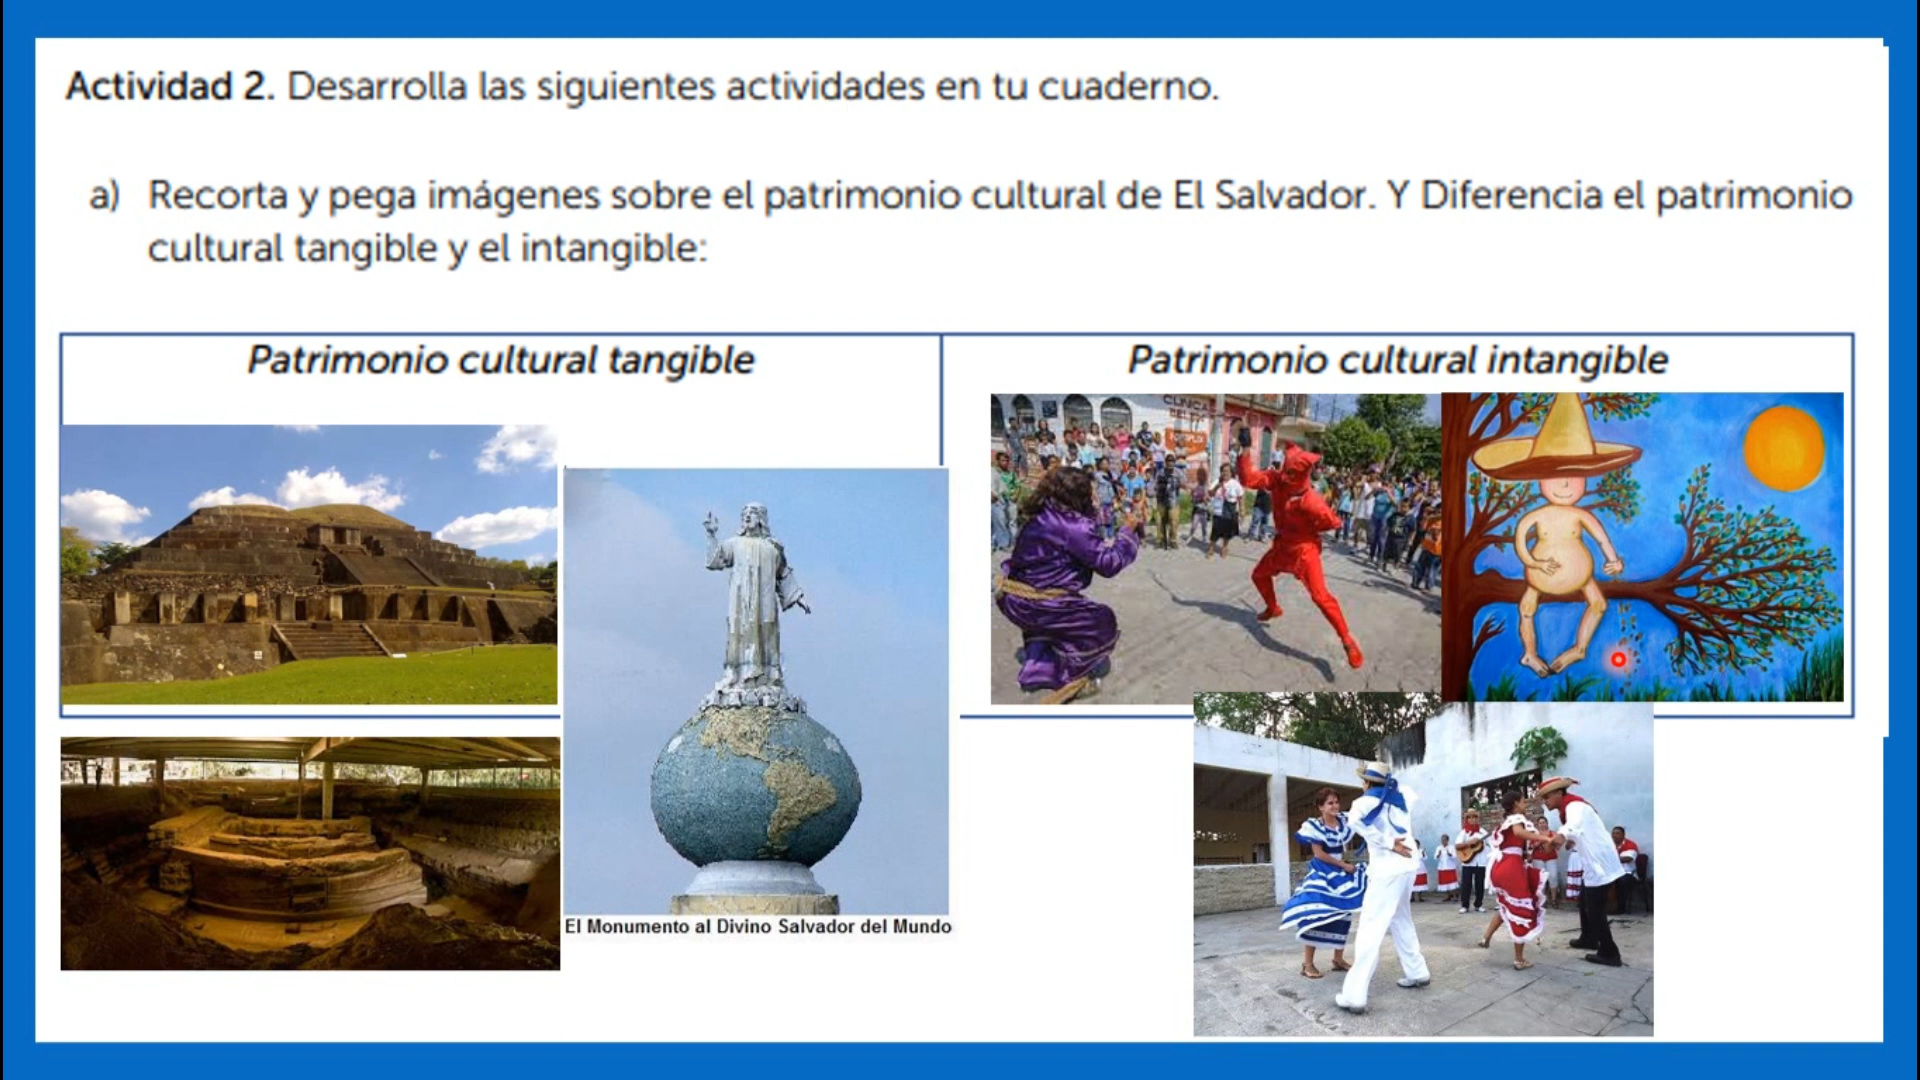 Actividad 2. Desarrolla las siguientes actividades en tu cuaderno.
a) Recorta y pega imágenes sobre el patrimonio cultural de El Salvador. Y Diferencia el patrimonio
cultural tangible y el intangible:
Patrimonio cultural tangible
Patrimonio cultural intangible
CLINICA
El Monumento al Divino Salvador del Mundo